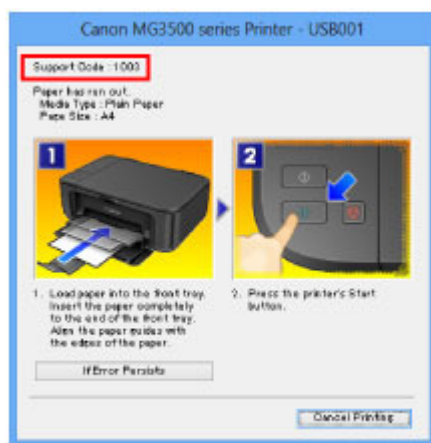 Canon MG3500 series Printer - USB001
Support Code : 1003
Paper has run out.
Media Type : Plain Paper
Page Size : A4
1
2
1. Load paper into the front tray.
Insert the paper completely
to the end of the front tray.
Align the paper guides with
the edges of the paper.
2. Press the printer's Start
button.
If Error Persists
Cancel Printing